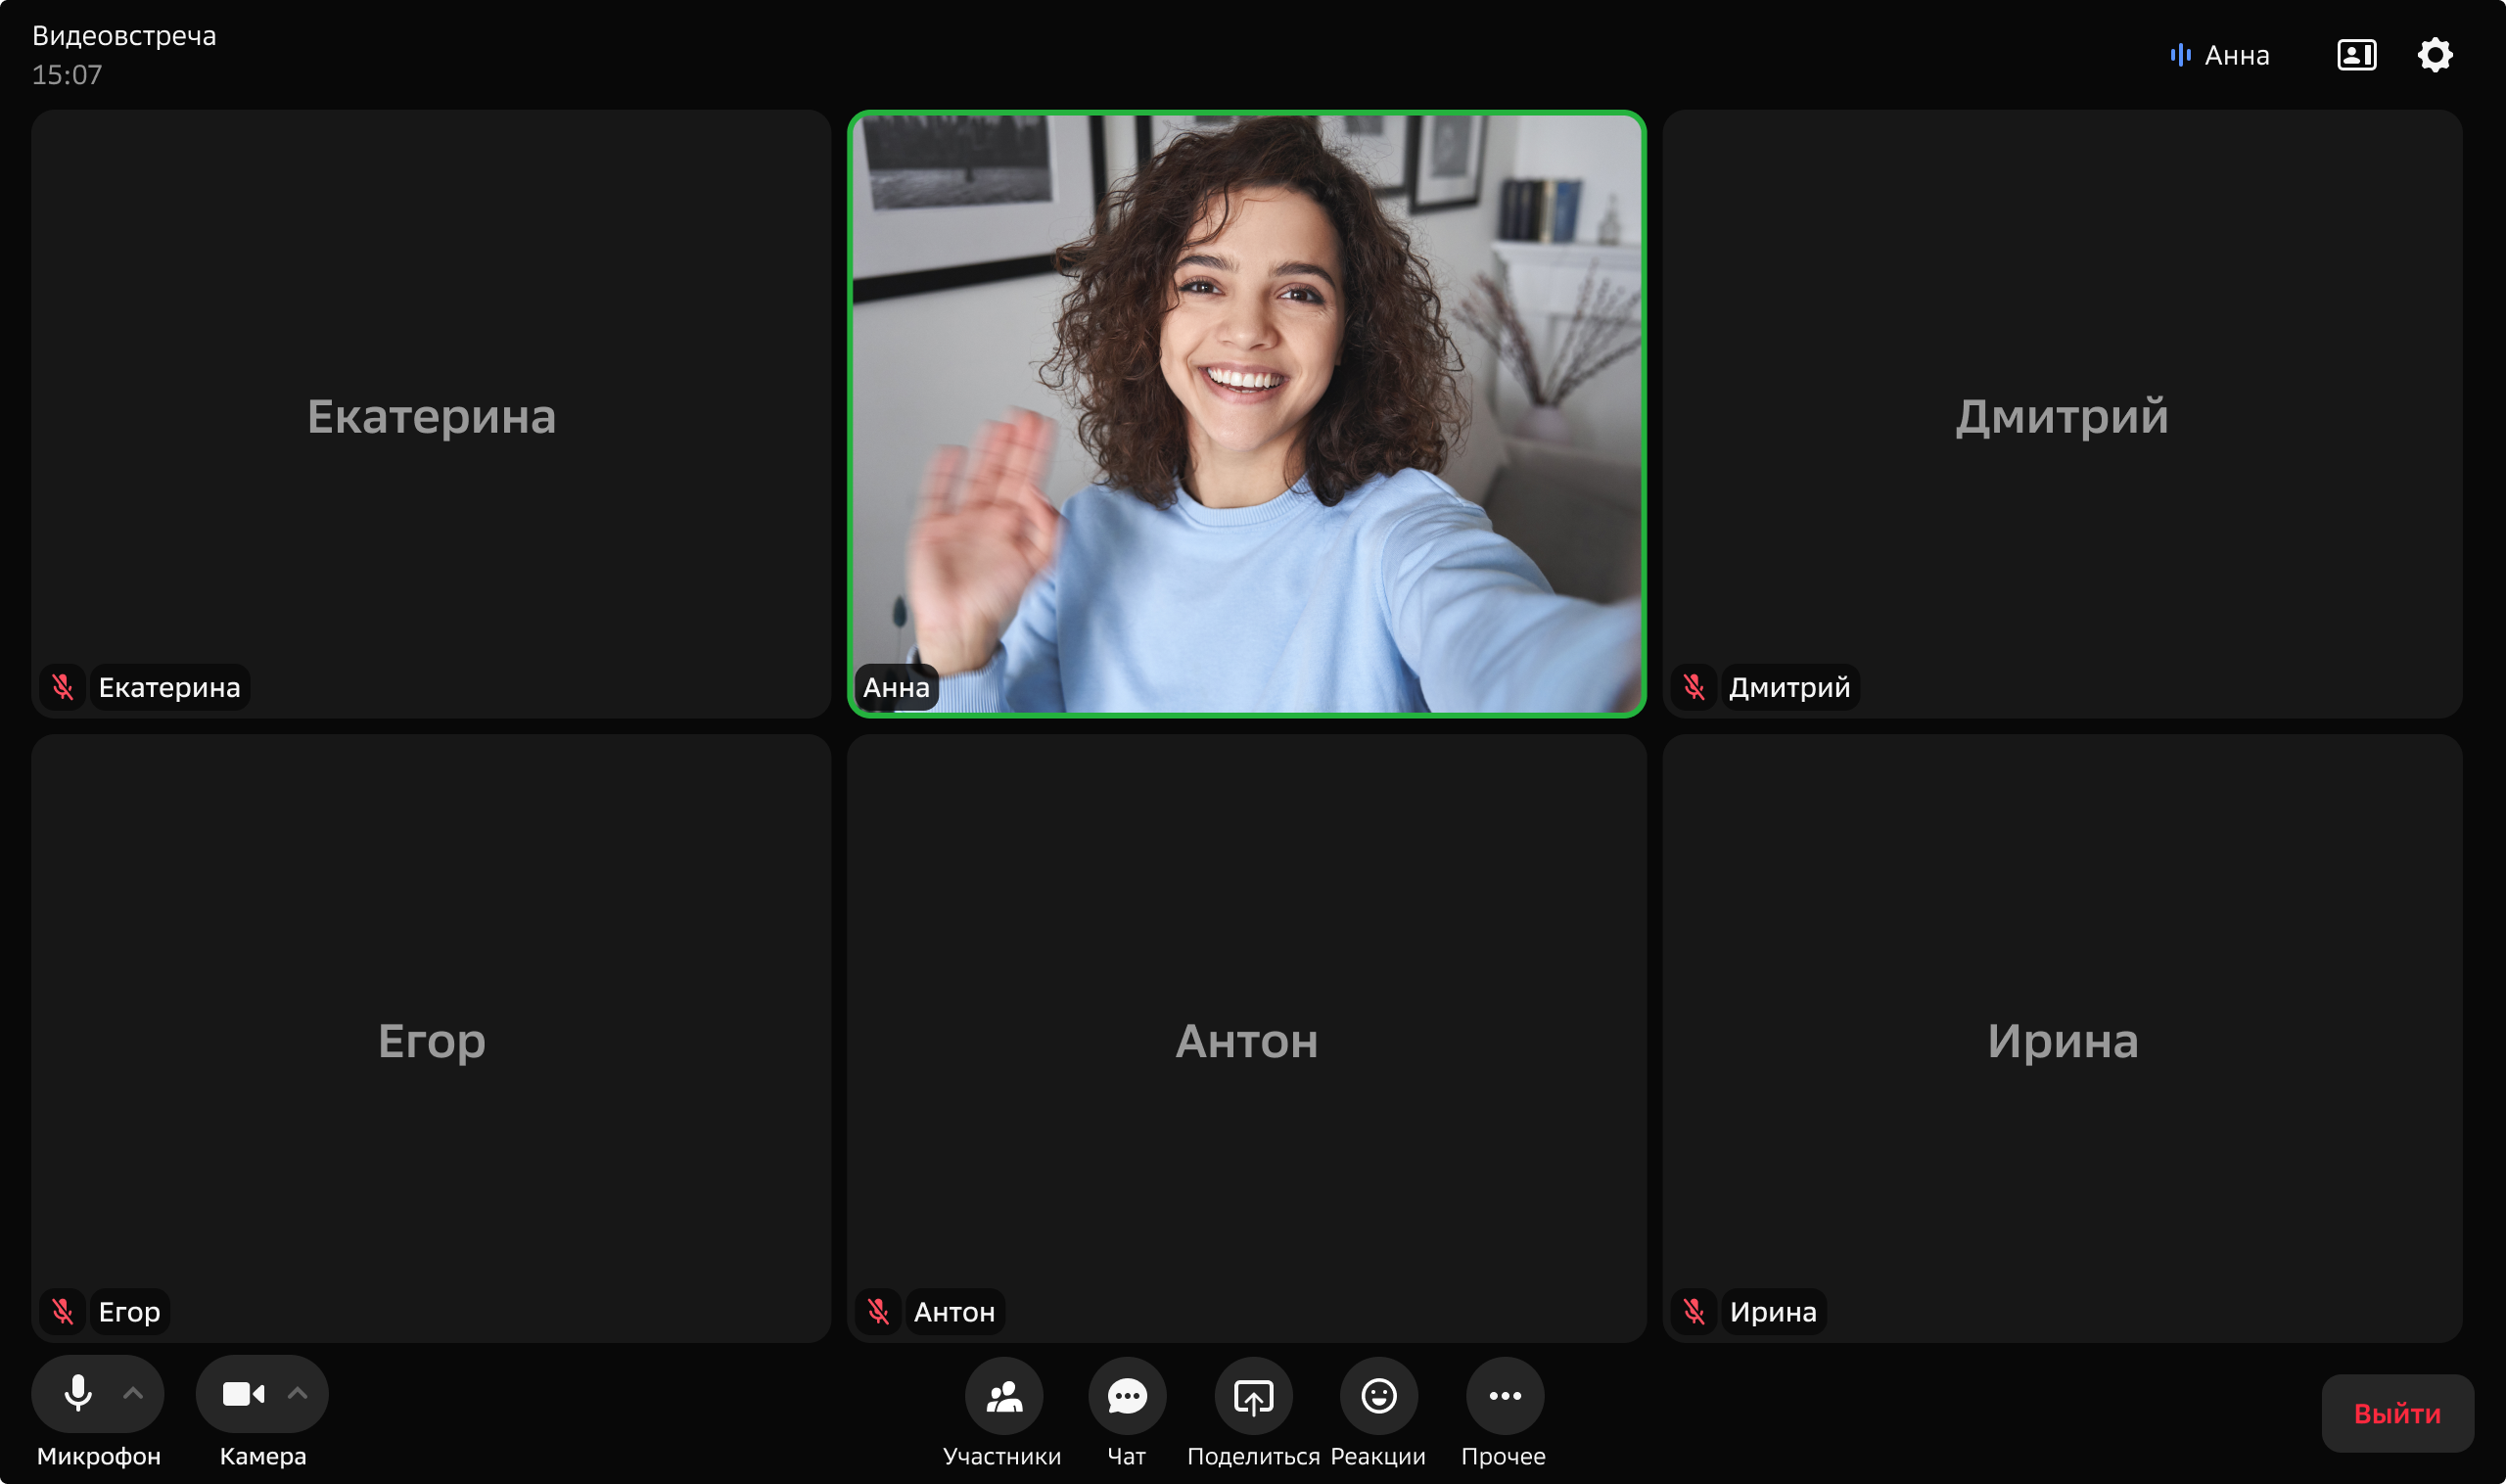 Видеовстреча
15:07
Анна
Екатерина
Дмитрий
Екатерина
Анна
Дмитрий
Егор
Антон
Ирина
Егор
Антон
Ирина
Микрофон
Камера
Участники
Чат
Поделиться
Реакции
Прочее
Выйти